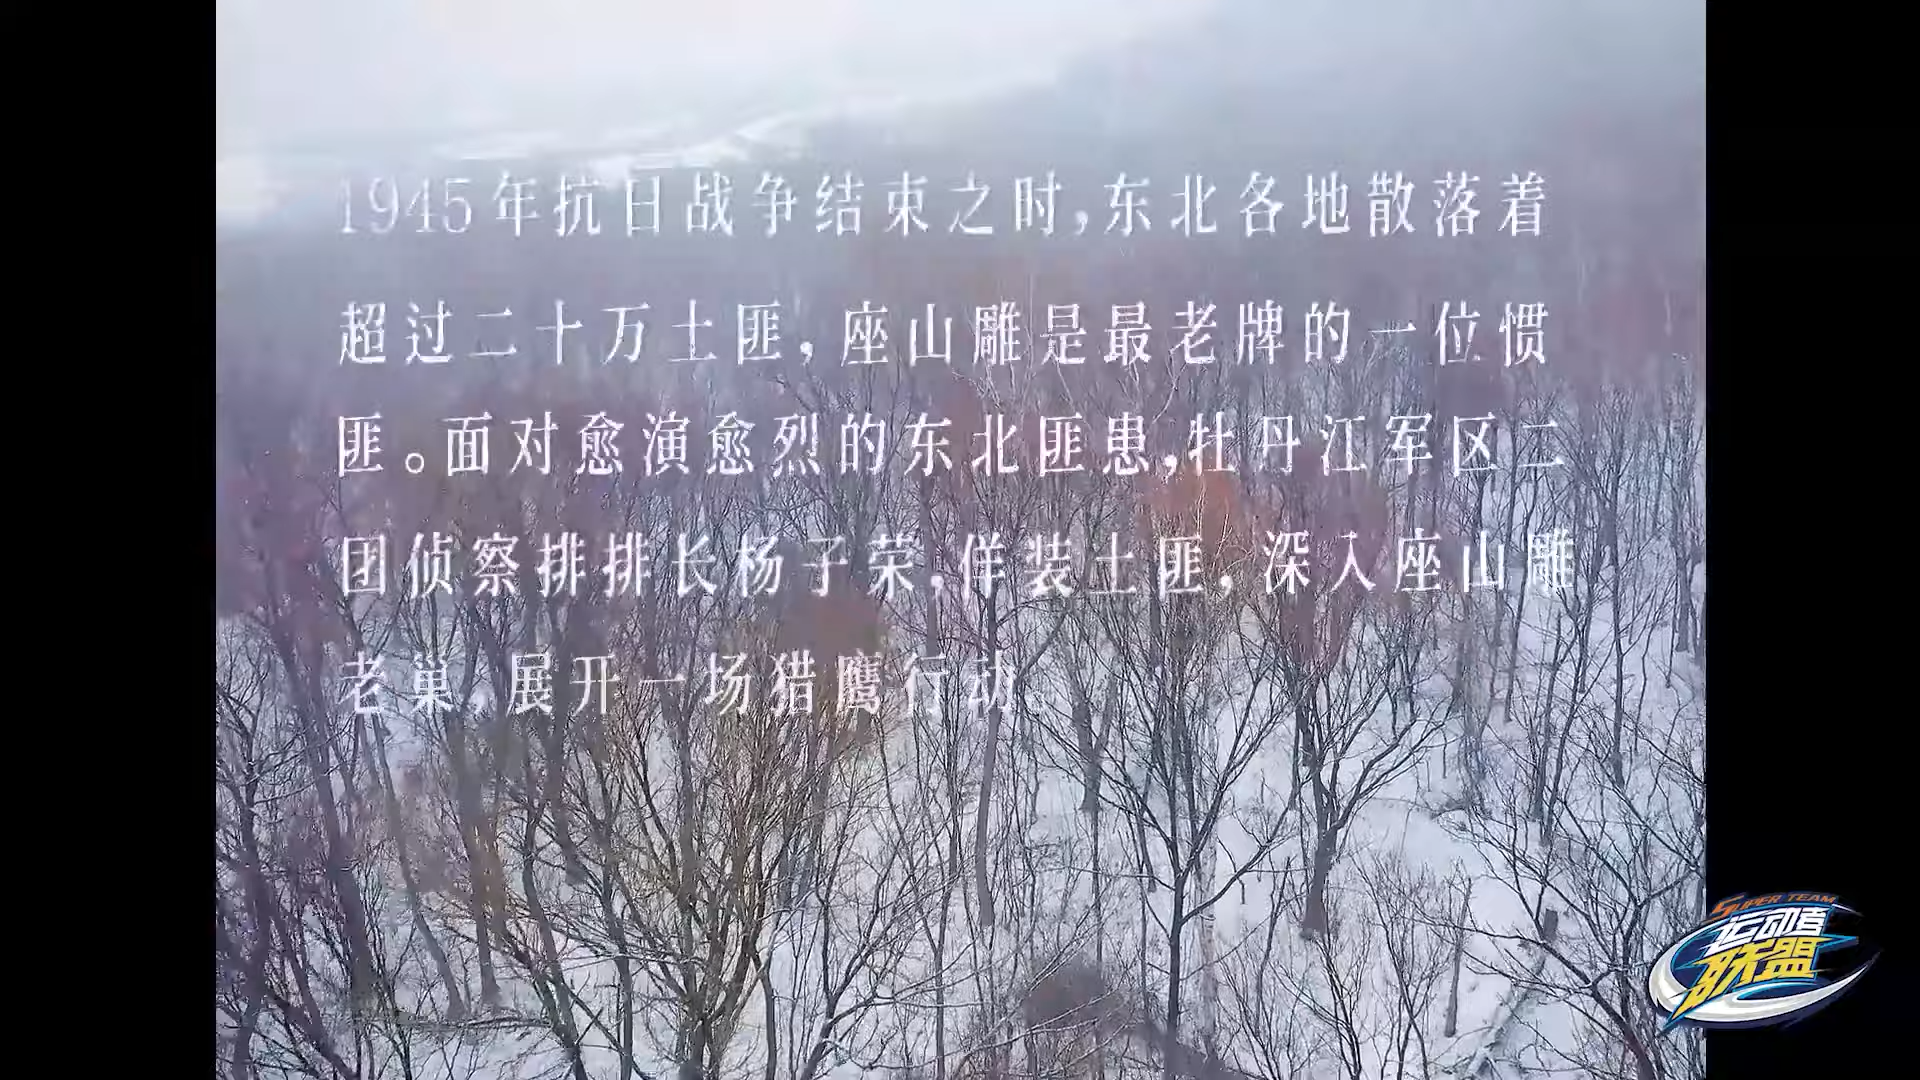 1945年抗日战争结束之时,东北各地散落着
超过二十万土匪,座山雕是最老牌的一位惯
匪。面对愈演愈烈的东北匪患,牡丹江军区二
团侦察排排长杨子荣,佯装土匪,深入座山雕
老巢,展开一场猎鹰行动。
SUPER TEAM
运动者
联盟